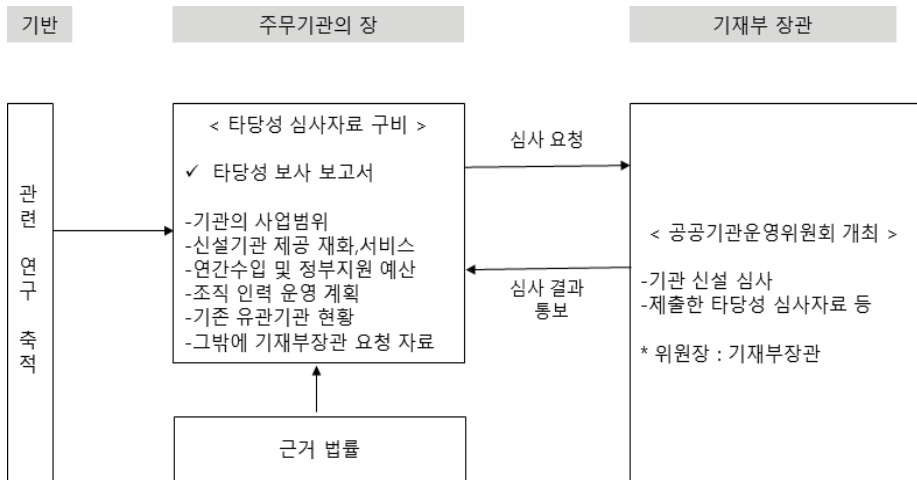 기반
주무기관의 장
기재부 장관
관
련
연
구
축
적
< 타당성 심사자료 구비 >
✓ 타당성 보사 보고서
-기관의 사업범위
-신설기관 제공 재화,서비스
-연간수입 및 정부지원 예산
-조직 인력 운영 계획
-기존 유관기관 현황
-그밖에 기재부장관 요청 자료
근거 법률
심사 요청
심사 결과
통보
< 공공기관운영위원회 개최 >
-기관 신설 심사
-제출한 타당성 심사자료 등
* 위원장 : 기재부장관